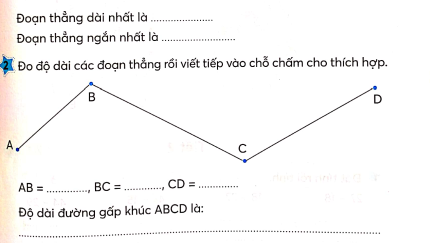 Đoạn thẳng dài nhất là .....................
Đoạn thẳng ngắn nhất là .........................
2 Đo độ dài các đoạn thẳng rồi viết tiếp vào chỗ chấm cho thích hợp.
B
D
A
C
AB = .............., BC = ............., CD = ..............
Độ dài đường gấp khúc ABCD là:
........................................................................